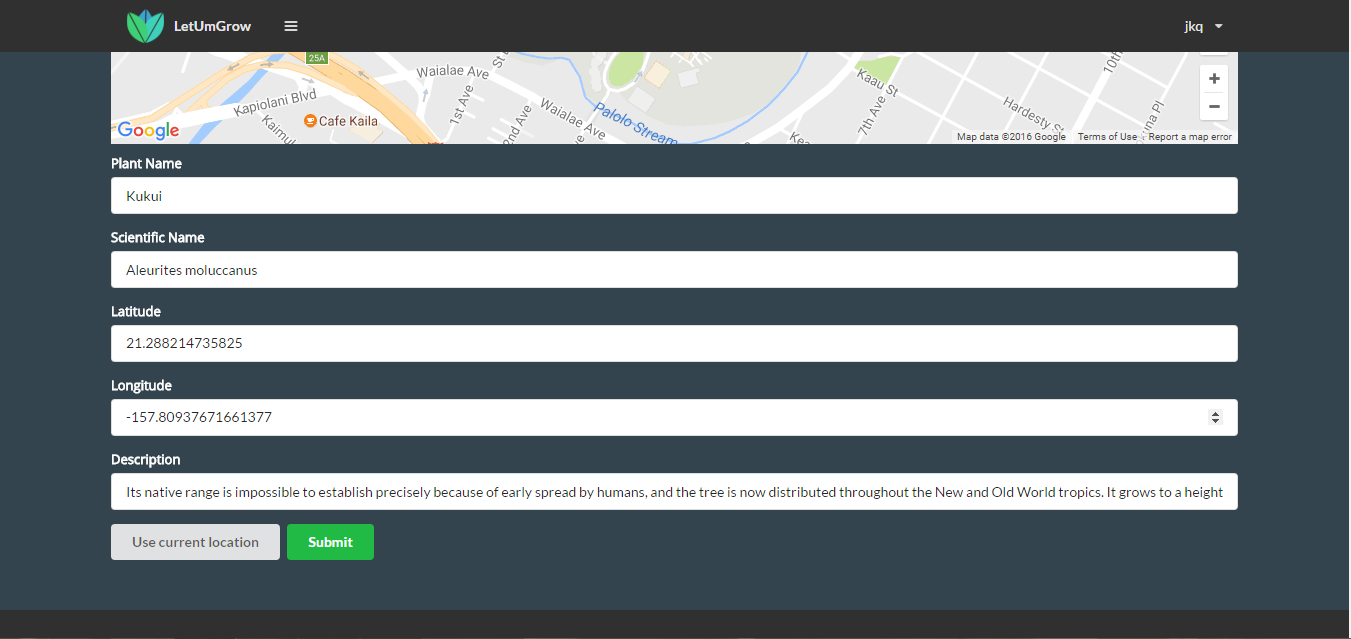 LetUmGrow
jkq
25A
Waialae Ave
St
10th
Kapiolani Blvd
1st Ave
Kaau St
Cafe Kaila
2nd Ave
Waialae Ave
Palolo Stream
7th Ave
Hardesty
Google
Map data ©2016 Google Terms of Use Report a map error
Plant Name
Kukui
Scientific Name
Aleurites moluccanus
Latitude
21.288214735825
Longitude
-157.80937671661377
Description
Its native range is impossible to establish precisely because of early spread by humans, and the tree is now distributed throughout the New and Old World tropics. It grows to a height
Use current location Submit